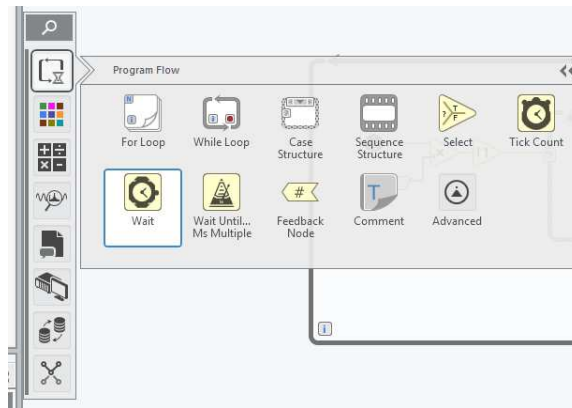 Program Flow
For Loop
While Loop
Case
Structure
Sequence
Structure
Select
Tick Count
Wait
Wait Until...
Ms Multiple
Feedback
Node
Comment
Advanced